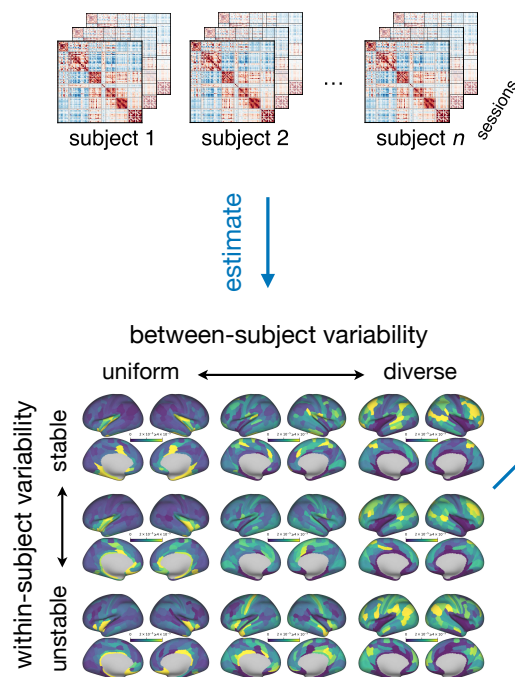 subject 1
subject 2
...
subject n
sessions
estimate
between-subject variability
uniform
diverse
within-subject variability
stable
unstable